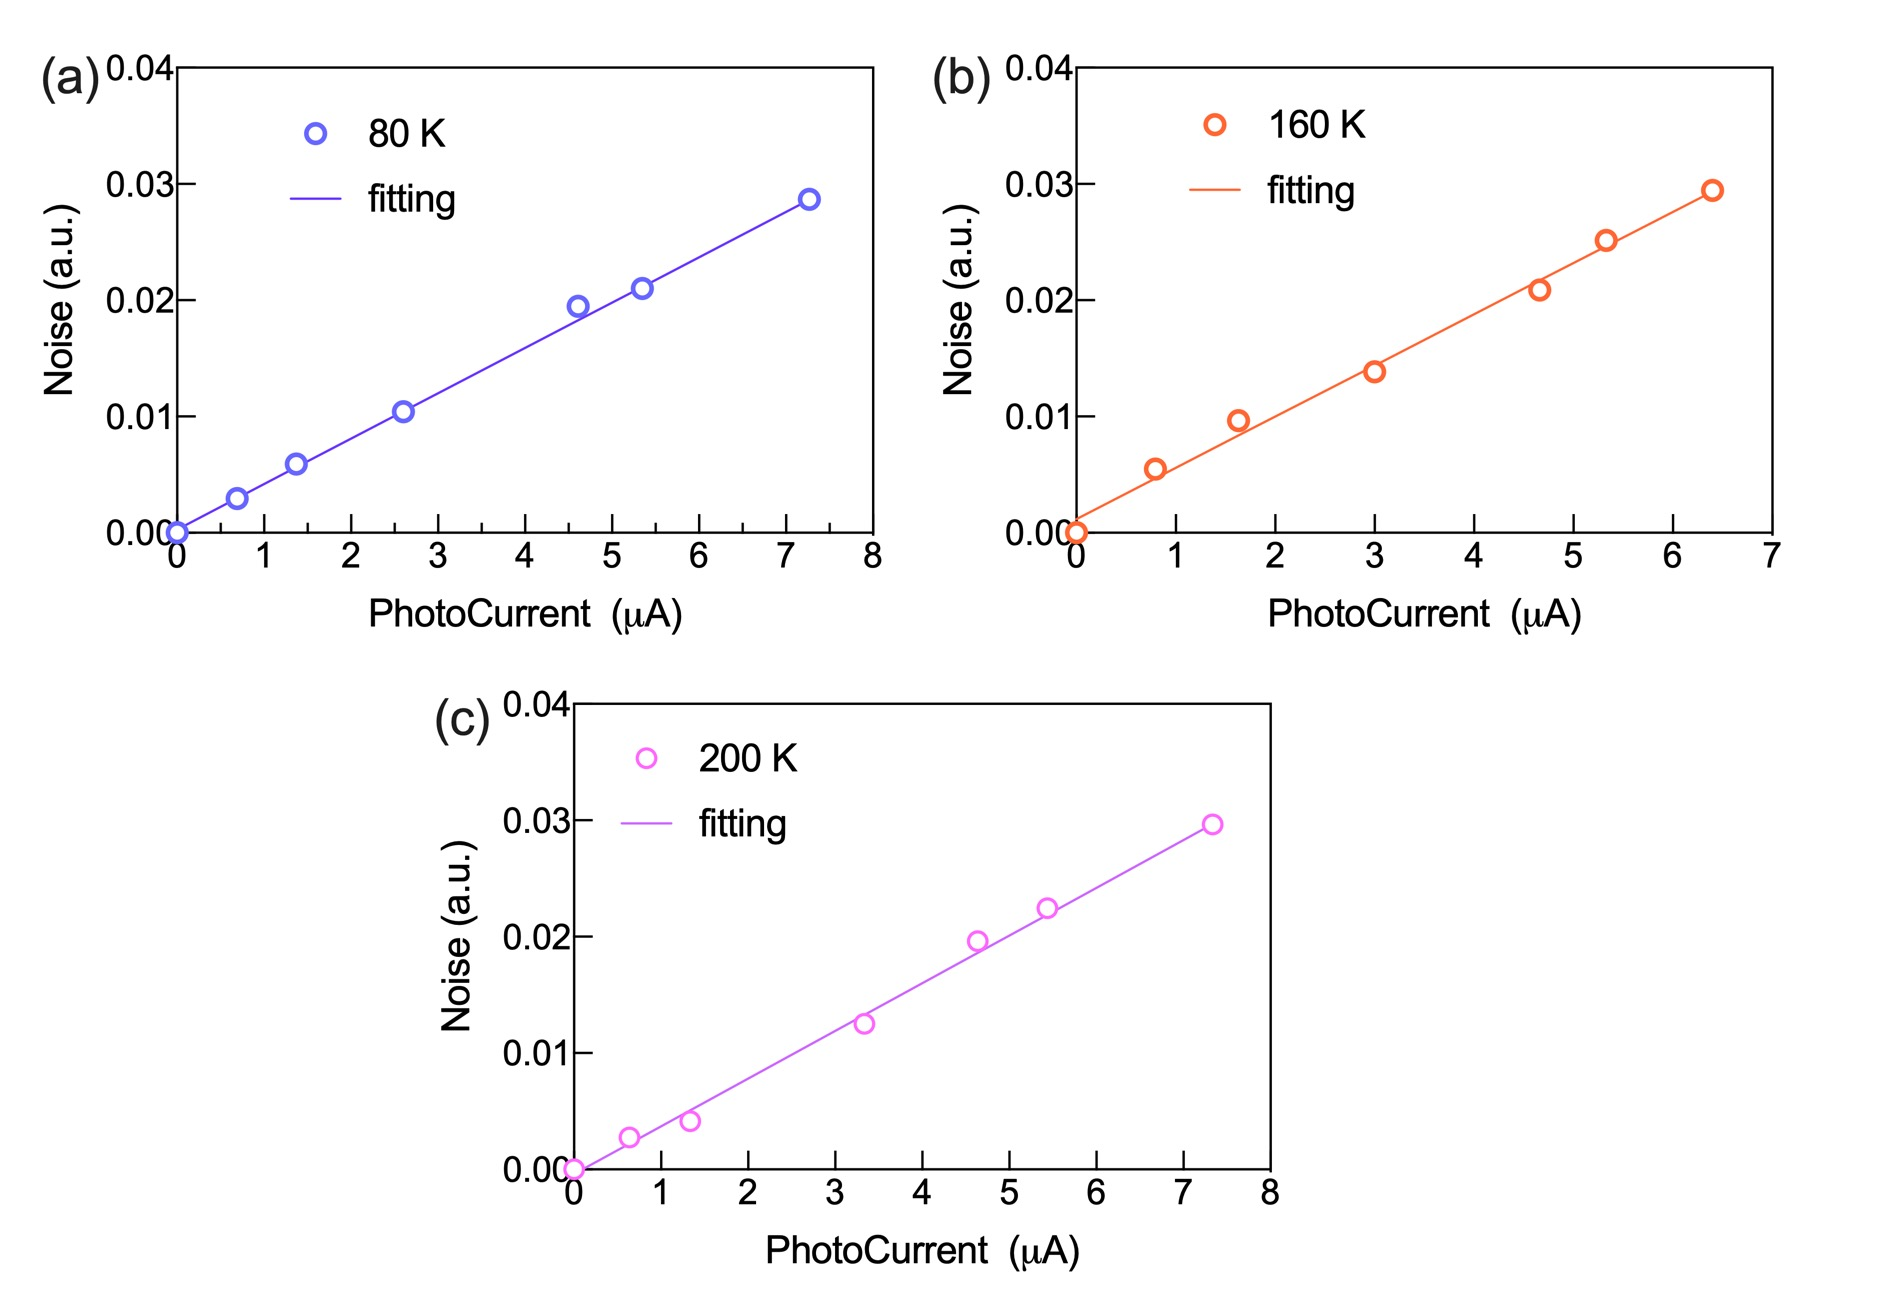 (a)
0.04
0.03
0.02
0.01
0.00
80 K
fitting
Noise (a.u.)
0 1 2 3 4 5 6 7 8
PhotoCurrent (μA)
(b)
0.04
0.03
0.02
0.01
0.00
160 K
fitting
Noise (a.u.)
0 1 2 3 4 5 6 7
PhotoCurrent (μA)
(c)
0.04
0.03
0.02
0.01
0.00
200 K
fitting
Noise (a.u.)
0 1 2 3 4 5 6 7 8
PhotoCurrent (μA)